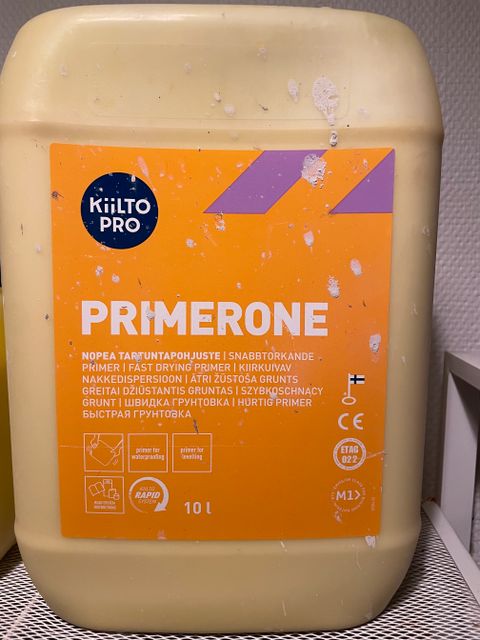 KiiLTO
PRO
PRIMERONE
NOPEA TARTUNTAPOHJUSTE | SNABBTORKANDE
PRIMER | FAST DRYING PRIMER | KIIRKUIVAV
NAKKEDISPERSIOON | ĀTRI ŽŪSTOŠA GRUNTS
GREITAI DŽIŪSTANTIS GRUNTAS | SZYBKOSCHNĄCY
GRUNT | ШВИДКА ГРУНТОВКА | HURTIG PRIMER
БЫСТРАЯ ГРУНТОВКА
primer for
waterproofing
primer for
levelling
RAPID
SYSTEM
10 l
CE
ETAG
022
M1